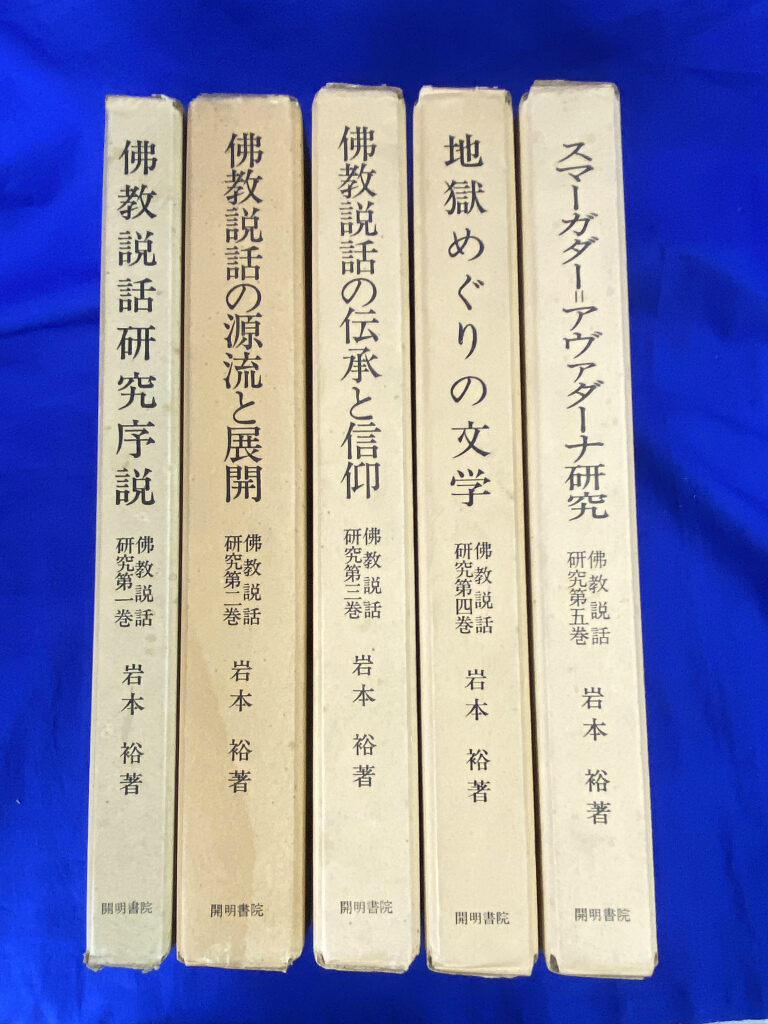 佛教説話研究序説
佛教説話
研究第一巻
岩本裕著
開明書院
佛教説話の源流と展開
佛教説話
研究第二巻
岩本裕著
開明書院
佛教説話の伝承と信仰
佛教説話
研究第三巻
岩本裕著
開明書院
地獄めぐりの文学
佛教説話
研究第四巻
岩本裕著
開明書院
スマーガダー=アヴァダーナ研究
佛教説話
研究第五巻
岩本裕著
開明書院